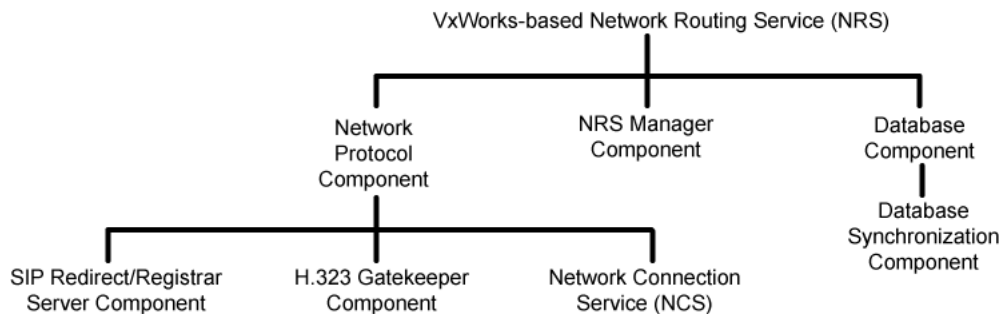 VxWorks-based Network Routing Service (NRS)
Network
Protocol
Component
NRS Manager
Component
Database
Component
Database
Synchronization
Component
SIP Redirect/Registrar
Server Component
H.323 Gatekeeper
Component
Network Connection
Service (NCS)